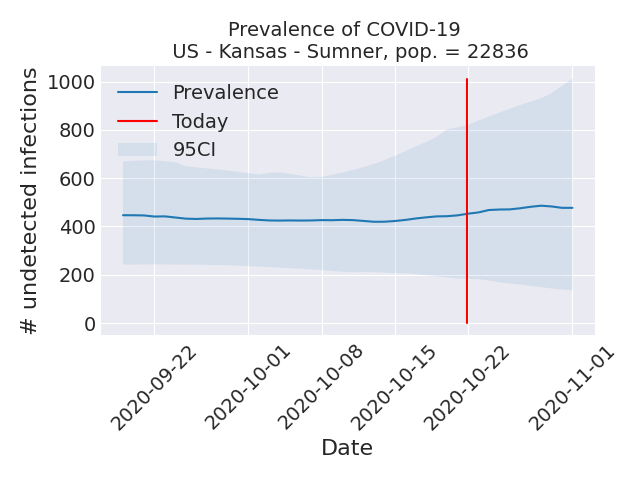 Prevalence of COVID-19
US - Kansas - Sumner, pop. = 22836
# undetected infections
1000
800
600
400
200
0
Prevalence
Today
95CI
2020-09-22
2020-10-01
2020-10-08
2020-10-15
2020-10-22
2020-11-01
Date